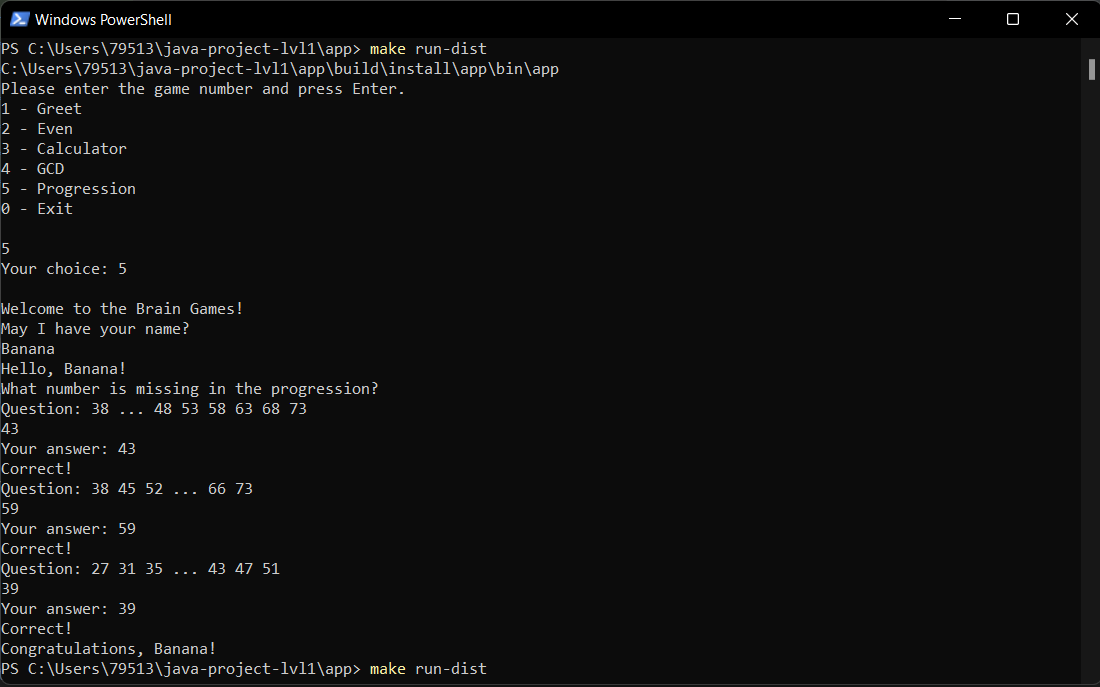 Windows PowerShell
PS C:\Users\79513\java-project-lvl1\app> make run-dist
C:\Users\79513\java-project-lvl1\app\build\install\app\bin\app
Please enter the game number and press Enter.
1 - Greet
2 - Even
3 - Calculator
4 - GCD
5 - Progression
0 - Exit
5
Your choice: 5
Welcome to the Brain Games!
May I have your name?
Banana
Hello, Banana!
What number is missing in the progression?
Question: 38 ... 48 53 58 63 68 73
43
Your answer: 43
Correct!
Question: 38 45 52 ... 66 73
59
Your answer: 59
Correct!
Question: 27 31 35 ... 43 47 51
39
Your answer: 39
Correct!
Congratulations, Banana!
PS C:\Users\79513\java-project-lvl1\app> make run-dist